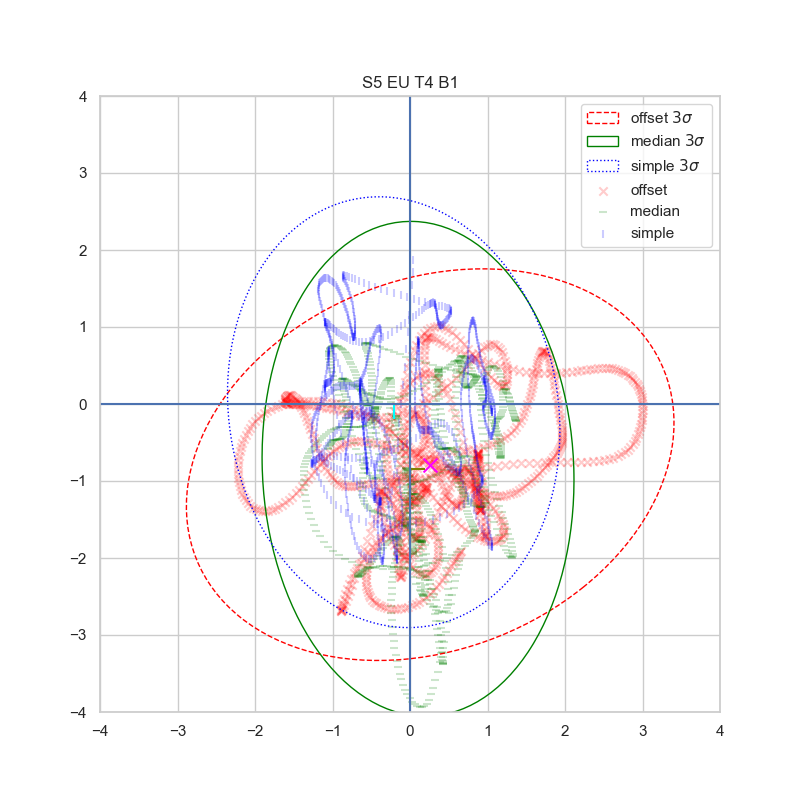 S5 EU T4 B1
offset 3σ
median 3σ
simple 3σ
offset
median
simple
4
3
2
1
0
−1
−2
−3
−4
−4 −3 −2 −1 0 1 2 3 4